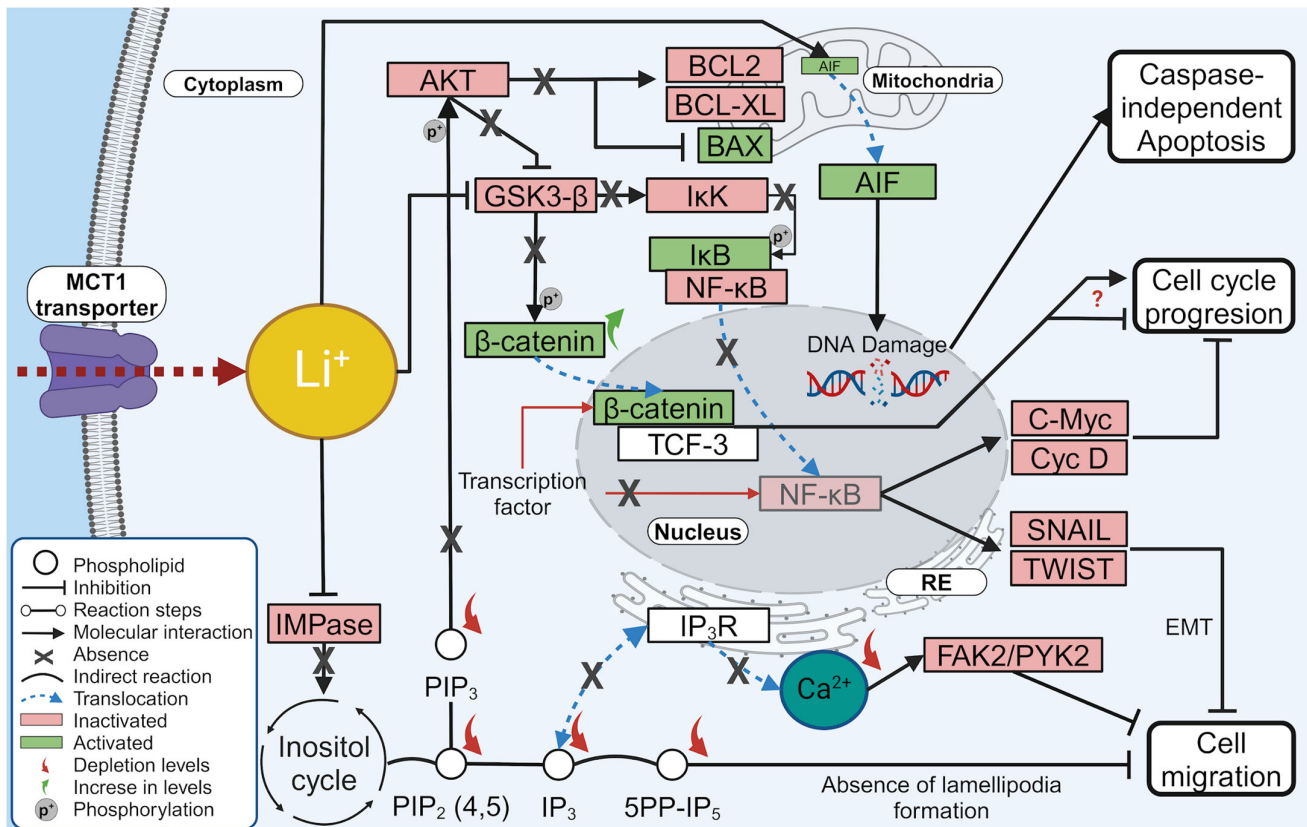 Cytoplasm
MCT1
transporter
Li+
AKT
p+
BCL2
BCL-XL
BAX
AIF
Mitochondria
AIF
GSK3-β
IκK
p+
IκB
NF-κB
p+
β-catenin
β-catenin
TCF-3
Transcription
factor
NF-κB
Nucleus
DNA Damage
Caspase-
independent
Apoptosis
?
Cell cycle
progresion
C-Myc
Cyc D
SNAIL
TWIST
RE
EMT
IMPase
Inositol
cycle
PIP3
PIP2 (4,5)
IP3
5PP-IP5
IP3R
Ca2+
FAK2/PYK2
Absence of lamellipodia
formation
Cell
migration
Phospholipid
Inhibition
Reaction steps
Molecular interaction
Absence
Indirect reaction
Translocation
Inactivated
Activated
Depletion levels
Increse in levels
p+ Phosphorylation